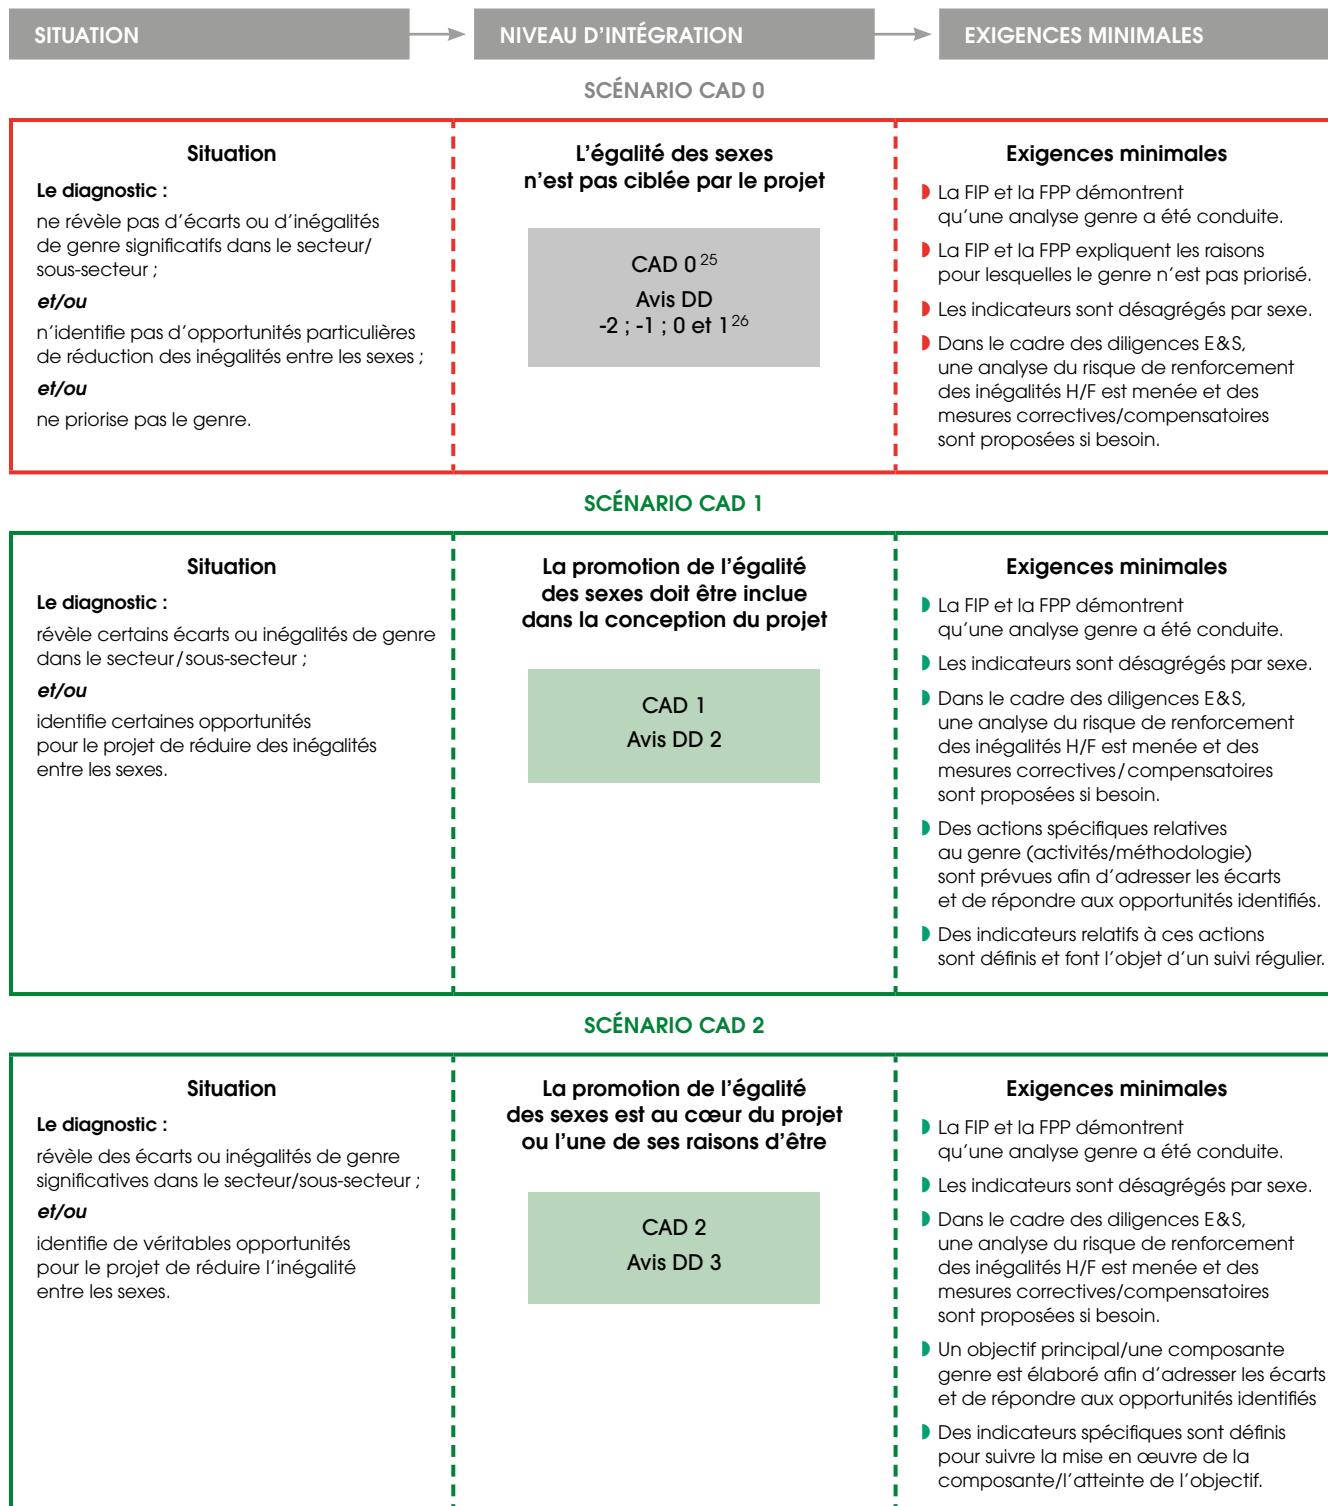 SITUATION
NIVEAU D’INTÉGRATION
EXIGENCES MINIMALES
SCÉNARIO CAD 0
Situation
Le diagnostic :
ne révèle pas d’écarts ou d’inégalités
de genre significatifs dans le secteur/
sous-secteur ;
et/ou
n’identifie pas d’opportunités particulières
de réduction des inégalités entre les sexes ;
et/ou
ne priorise pas le genre.
L’égalité des sexes
n’est pas ciblée par le projet
CAD 0 25
Avis DD
-2 ; -1 ; 0 et 1 26
Exigences minimales
La FIP et la FPP démontrent
qu’une analyse genre a été conduite.
La FIP et la FPP expliquent les raisons
pour lesquelles le genre n’est pas priorisé.
Les indicateurs sont désagrégés par sexe.
Dans le cadre des diligences E&S,
une analyse du risque de renforcement
des inégalités H/F est menée et des
mesures correctives/compensatoires
sont proposées si besoin.
SCÉNARIO CAD 1
Situation
Le diagnostic :
révèle certains écarts ou inégalités de genre
dans le secteur/sous-secteur ;
et/ou
identifie certaines opportunités
pour le projet de réduire des inégalités
entre les sexes.
La promotion de l’égalité
des sexes doit être inclue
dans la conception du projet
CAD 1
Avis DD 2
Exigences minimales
La FIP et la FPP démontrent
qu’une analyse genre a été conduite.
Les indicateurs sont désagrégés par sexe.
Dans le cadre des diligences E&S,
une analyse du risque de renforcement
des inégalités H/F est menée et des
mesures correctives/compensatoires
sont proposées si besoin.
Des actions spécifiques relatives
au genre (activités/méthodologie)
sont prévues afin d’adresser les écarts
et de répondre aux opportunités identifiés.
Des indicateurs relatifs à ces actions
sont définis et font l’objet d’un suivi régulier.
SCÉNARIO CAD 2
Situation
Le diagnostic :
révèle des écarts ou inégalités de genre
significatives dans le secteur/sous-secteur ;
et/ou
identifie de véritables opportunités
pour le projet de réduire l’inégalité
entre les sexes.
La promotion de l’égalité
des sexes est au cœur du projet
ou l’une de ses raisons d’être
CAD 2
Avis DD 3
Exigences minimales
La FIP et la FPP démontrent
qu’une analyse genre a été conduite.
Les indicateurs sont désagrégés par sexe.
Dans le cadre des diligences E&S,
une analyse du risque de renforcement
des inégalités H/F est menée et des
mesures correctives/compensatoires
sont proposées si besoin.
Un objectif principal/une composante
genre est élaboré afin d’adresser les écarts
et de répondre aux opportunités identifiés
Des indicateurs spécifiques sont définis
pour suivre la mise en œuvre de la
composante/l’atteinte de l’objectif.